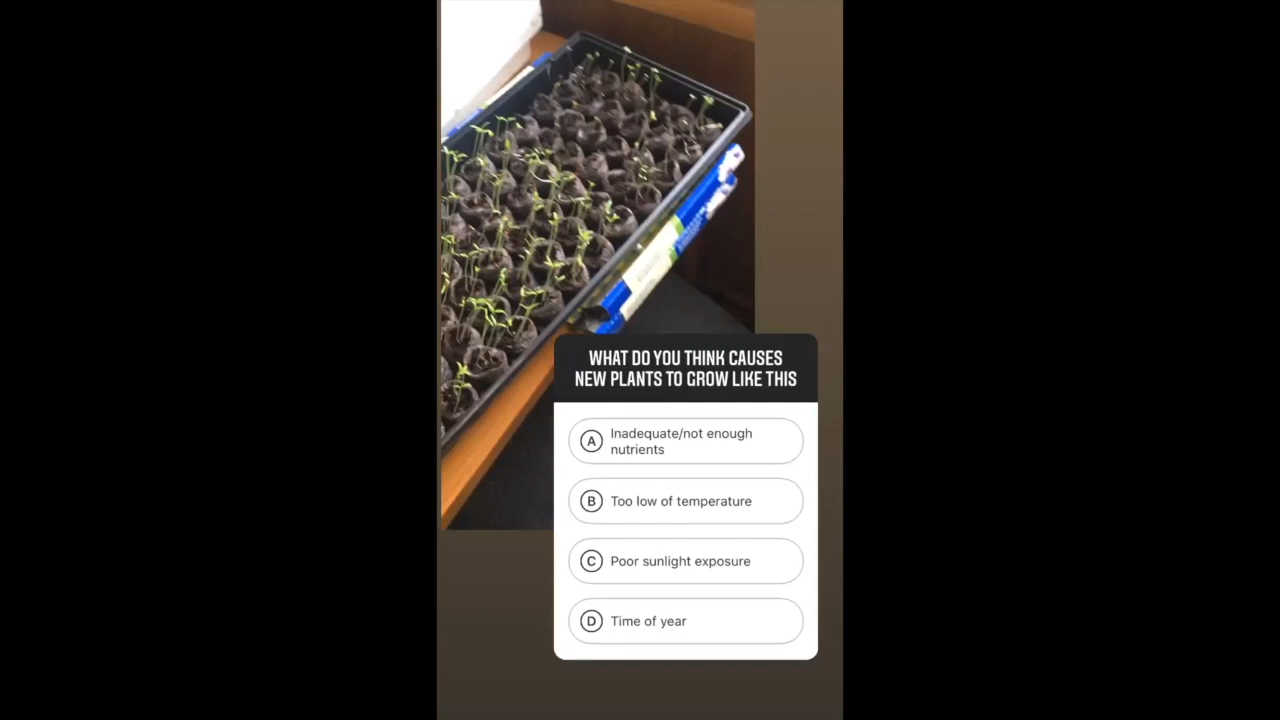 WHAT DO YOU THINK CAUSES
NEW PLANTS TO GROW LIKE THIS
A Inadequate/not enough
nutrients
B Too low of temperature
C Poor sunlight exposure
D Time of year